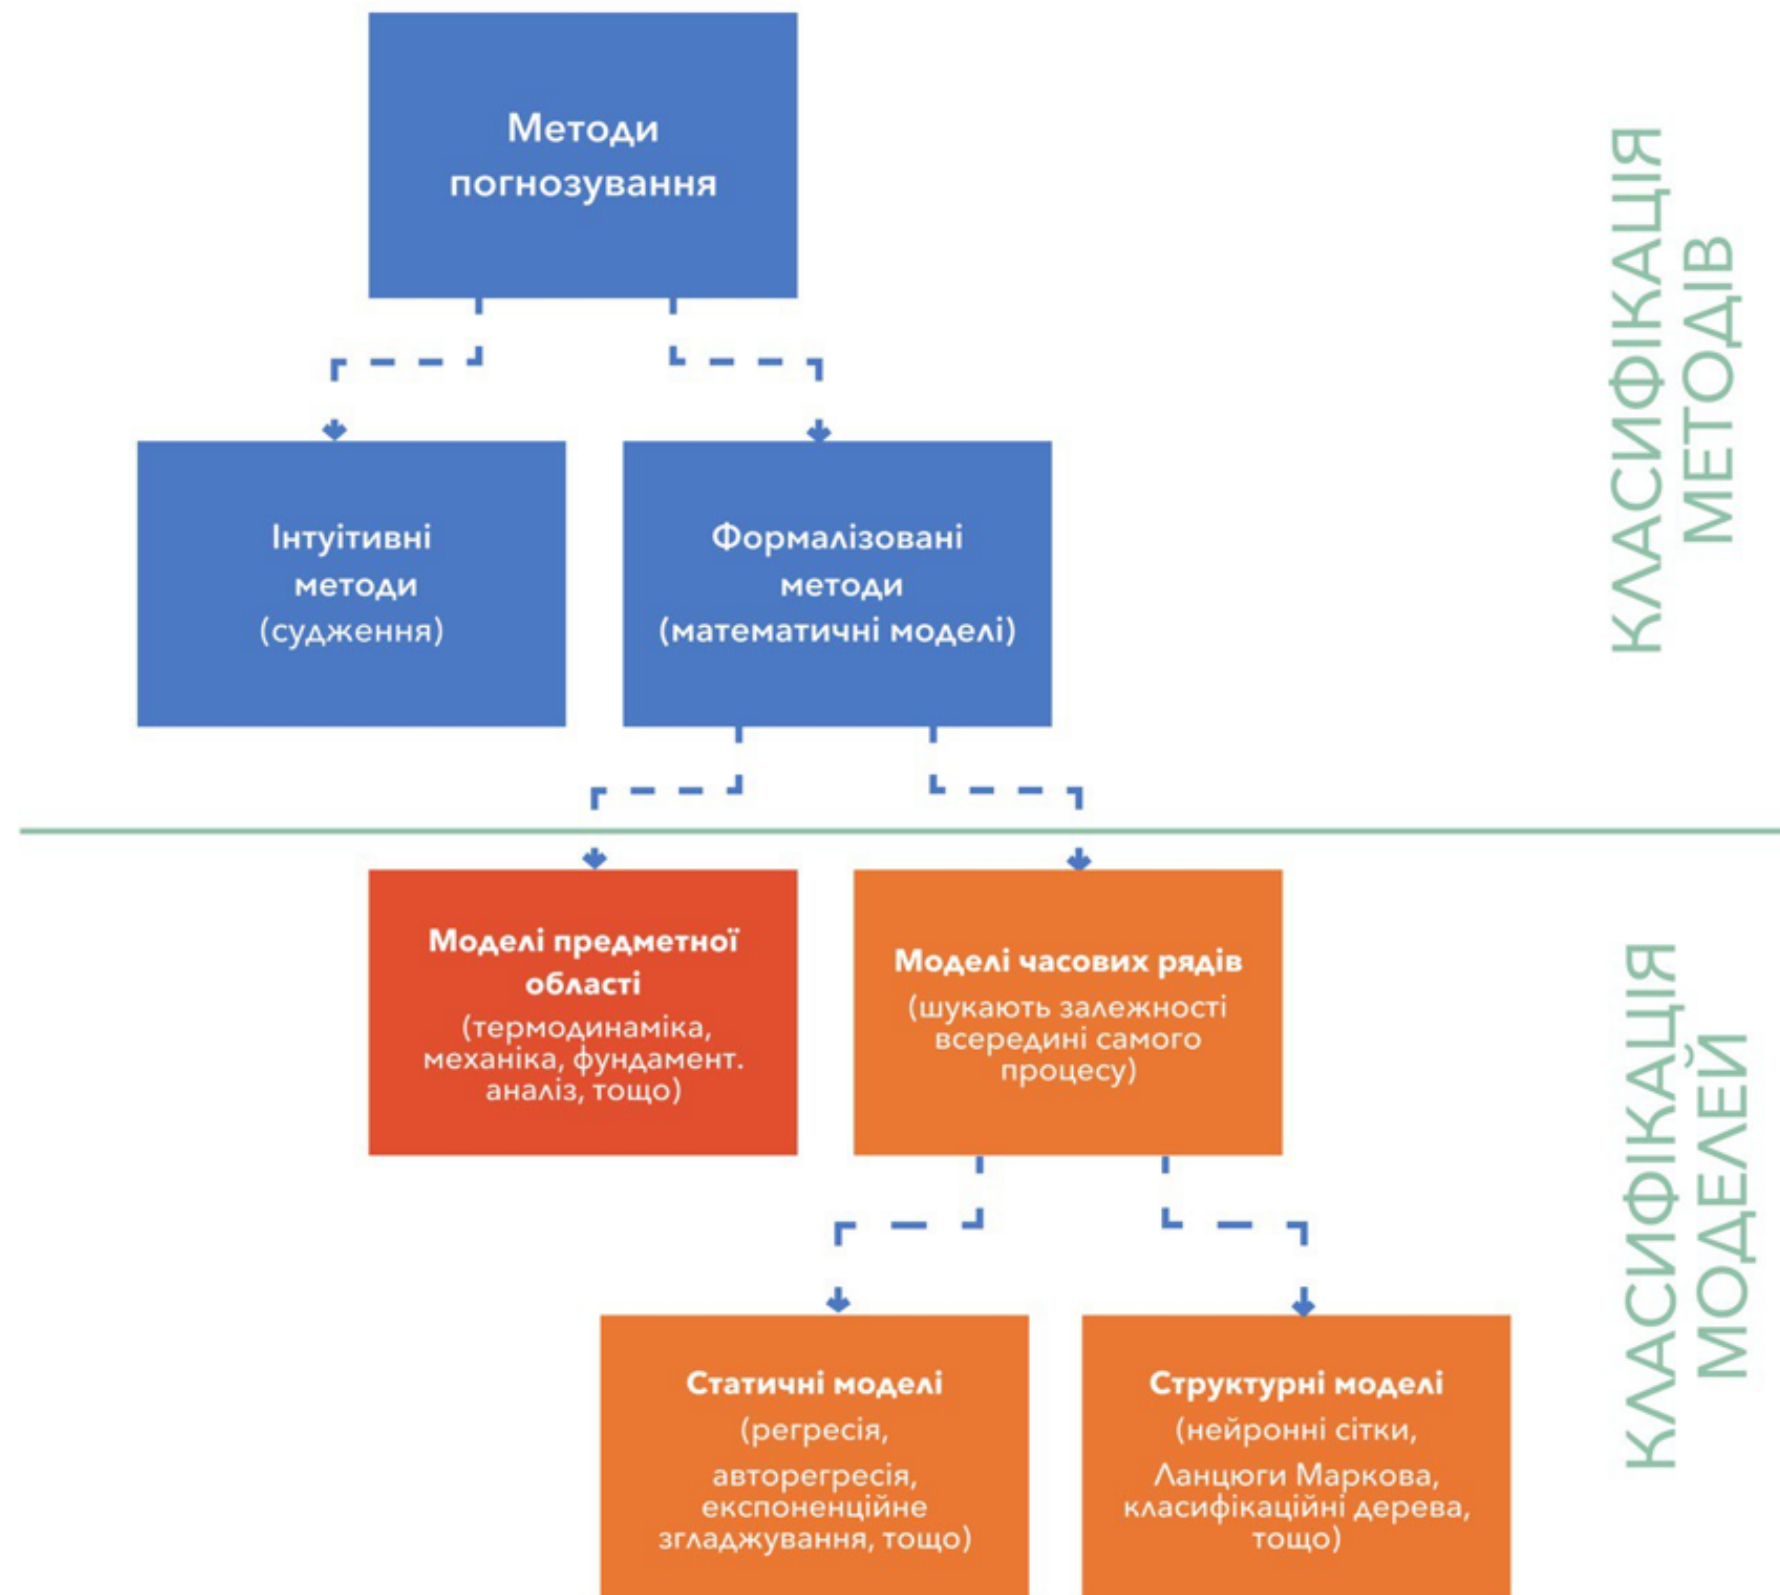 Методи
погнозування
КЛАСИФІКАЦІЯ
МЕТОДІВ
Інтуітивні
методи
(судження)
Формалізовані
методи
(математичні моделі)
Моделі предметної
області
(термодинаміка,
механіка, фундамент.
аналіз, тощо)
Моделі часових рядів
(шукають залежності
всередині самого
процесу)
КЛАСИФІКАЦІЯ
МОДЕЛЕЙ
Статичні моделі
(регресія,
авторегресія,
експоненційне
згладжування, тощо)
Структурні моделі
(нейронні сітки,
Ланцюги Маркова,
класифікаційні дерева,
тощо)